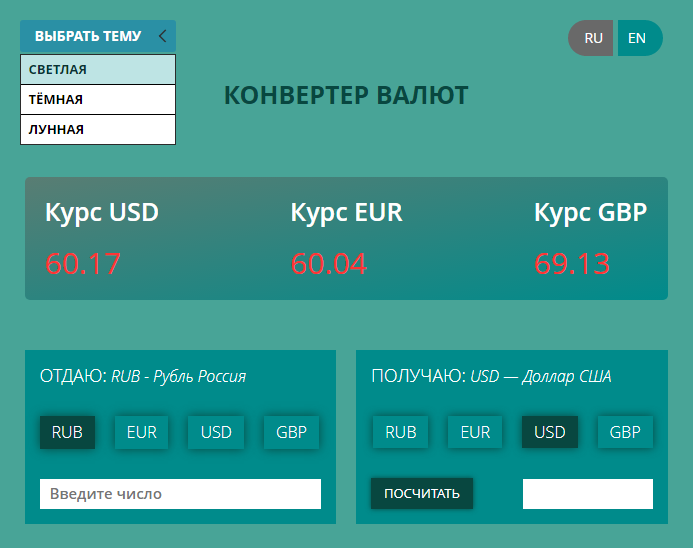 ВЫБРАТЬ ТЕМУ
RU EN
СВЕТЛАЯ
ТЁМНАЯ
ЛУННАЯ
КОНВЕРТЕР ВАЛЮТ
Курс USD Курс EUR Курс GBP
60.17 60.04 69.13
ОТДАЮ: RUB - Рубль Россия
RUB EUR USD GBP
Введите число
ПОЛУЧАЮ: USD — Доллар США
RUB EUR USD GBP
ПОСЧИТАТЬ